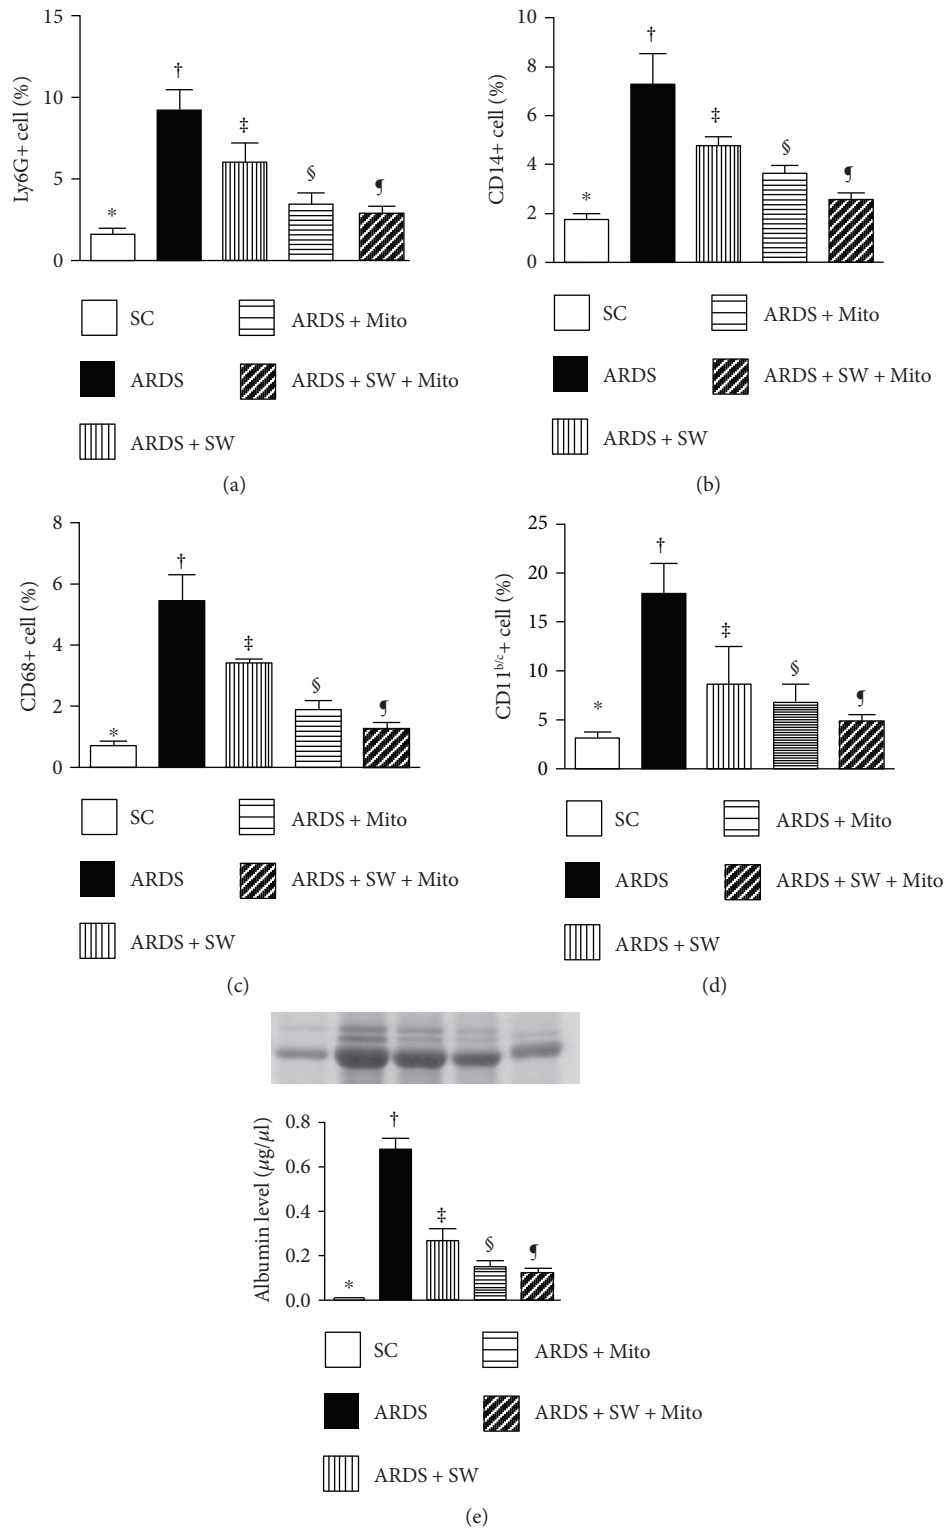 15
10
5
0
Ly6G+ cell (%)
*
†
‡
§
¶
SC
ARDS + Mito
ARDS
ARDS + SW + Mito
ARDS + SW
(a)
10
8
6
4
2
0
CD14+ cell (%)
*
†
‡
§
¶
SC
ARDS + Mito
ARDS
ARDS + SW + Mito
ARDS + SW
(b)
8
6
4
2
0
CD68+ cell (%)
*
†
‡
§
¶
SC
ARDS + Mito
ARDS
ARDS + SW + Mito
ARDS + SW
(c)
25
20
15
10
5
0
CD11b/c+ cell (%)
*
†
‡
§
¶
SC
ARDS + Mito
ARDS
ARDS + SW + Mito
ARDS + SW
(d)
0.8
0.6
0.4
0.2
0.0
Albumin level (µg/µl)
*
†
‡
§
¶
SC
ARDS + Mito
ARDS
ARDS + SW + Mito
ARDS + SW
(e)